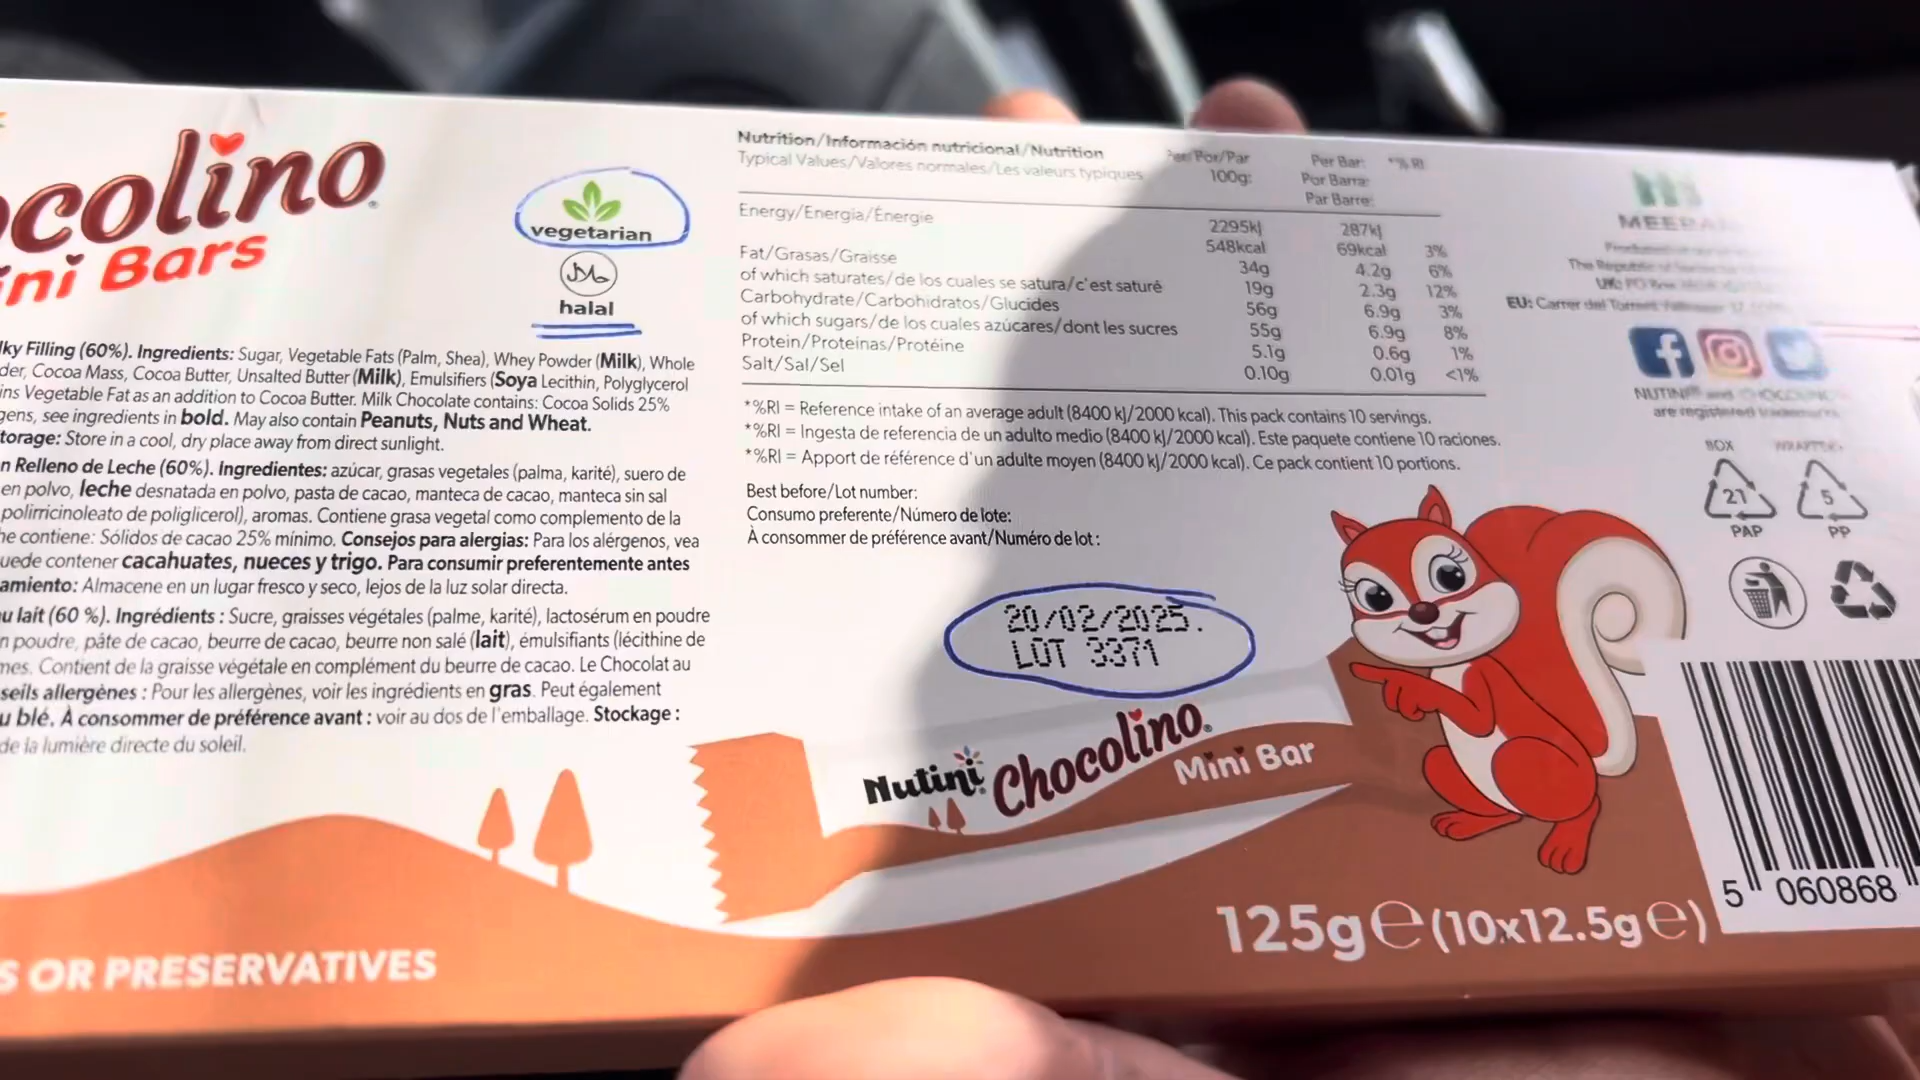 ocolino
ini Bars
vegetarian
halal
lky Filling (60%). Ingredients: Sugar, Vegetable Fats (Palm, Shea), Whey Powder (Milk), Whole
der, Cocoa Mass, Cocoa Butter, Unsalted Butter (Milk), Emulsifiers (Soya Lecithin, Polyglycerol
ins Vegetable Fat as an addition to Cocoa Butter. Milk Chocolate contains: Cocoa Solids 25%
gens, see ingredients in bold. May also contain Peanuts, Nuts and Wheat.
torage: Store in a cool, dry place away from direct sunlight.
n Relleno de Leche (60%). Ingredientes: azúcar, grasas vegetales (palma, karité), suero de
en polvo, leche desnatada en polvo, pasta de cacao, manteca de cacao, manteca sin sal
polirricinoleato de poliglicerol), aromas. Contiene grasa vegetal como complemento de la
he contiene: Sólidos de cacao 25% mínimo. Consejos para alergias: Para los alérgenos, vea
uede contener cacahuates, nueces y trigo. Para consumir preferentemente antes
amiento: Almacene en un lugar fresco y seco, lejos de la luz solar directa.
u lait (60 %). Ingrédients : Sucre, graisses végétales (palme, karité), lactosérum en poudre
n poudre, pâte de cacao, beurre de cacao, beurre non salé (lait), émulsifiants (lécithine de
mes. Contient de la graisse végétale en complément du beurre de cacao. Le Chocolat au
seils allergènes : Pour les allergènes, voir les ingrédients en gras. Peut également
u blé. À consommer de préférence avant : voir au dos de l'emballage. Stockage :
de la lumière directe du soleil.
S OR PRESERVATIVES
Nutrition/Información nutricional/Nutrition
Typical Values/Valores normales/Les valeurs typiques
Per/Por/Par 100g:
Per Bar: Por Barra: Par Barre:
*%RI
Energy/Energía/Énergie 2295kJ 287kJ
548kcal 69kcal 3%
Fat/Grasas/Graisse 34g 4.2g 6%
of which saturates/de los cuales se satura/c'est saturé 19g 2.3g 12%
Carbohydrate/Carbohidratos/Glucides 56g 6.9g 3%
of which sugars/de los cuales azúcares/dont les sucres 55g 6.9g 8%
Protein/Proteínas/Protéine 5.1g 0.6g 1%
Salt/Sal/Sel 0.10g 0.01g <1%
*%RI = Reference intake of an average adult (8400 kJ/2000 kcal). This pack contains 10 servings.
*%RI = Ingesta de referencia de un adulto medio (8400 kJ/2000 kcal). Este paquete contiene 10 raciones.
*%RI = Apport de référence d'un adulte moyen (8400 kJ/2000 kcal). Ce pack contient 10 portions.
Best before/Lot number:
Consumo preferente/Número de lote:
À consommer de préférence avant/Numéro de lot :
20/02/2025.
LOT 3371
Nutini Chocolino
Mini Bar
125g e (10x12.5g e)
The Republic of
EU: Carrer del
NUTINI and CHOCOLINO
are registered trademarks
BOX
21
PAP
5
PP
5 060868